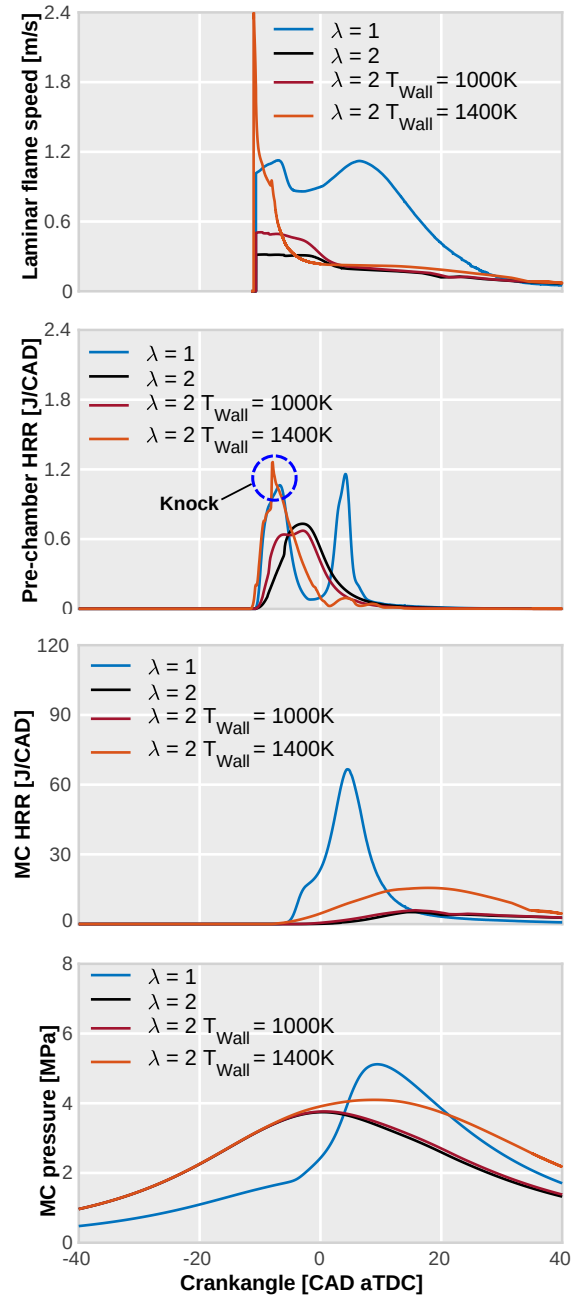 Laminar flame speed [m/s]
2.4
1.8
1.2
0.6
0
λ = 1
λ = 2
λ = 2 T_Wall = 1000K
λ = 2 T_Wall = 1400K
Pre-chamber HRR [J/CAD]
2.4
1.8
1.2
0.6
0
λ = 1
λ = 2
λ = 2 T_Wall = 1000K
λ = 2 T_Wall = 1400K
Knock
MC HRR [J/CAD]
120
90
60
30
0
λ = 1
λ = 2
λ = 2 T_Wall = 1000K
λ = 2 T_Wall = 1400K
MC pressure [MPa]
8
6
4
2
0
λ = 1
λ = 2
λ = 2 T_Wall = 1000K
λ = 2 T_Wall = 1400K
-40 -20 0 20 40
Crankangle [CAD aTDC]